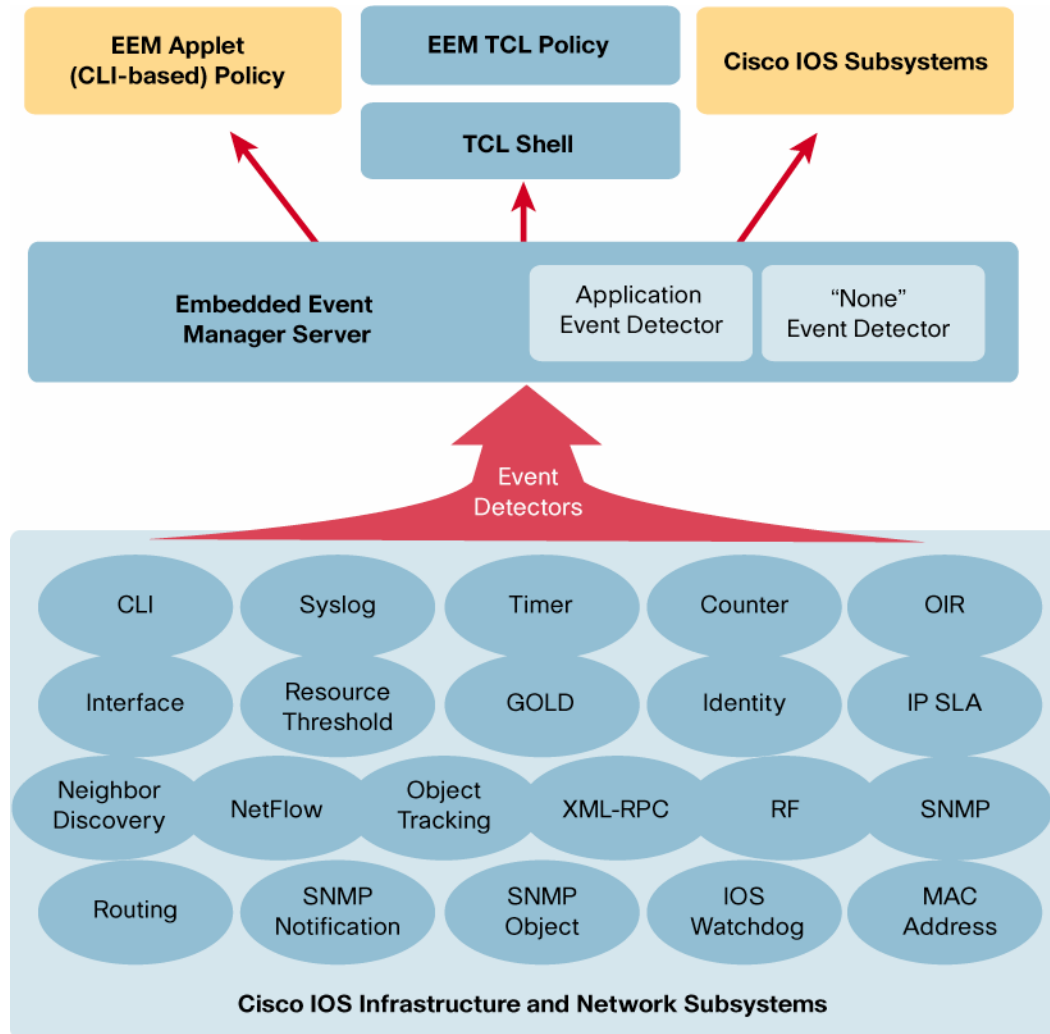 EEM Applet
(CLI-based) Policy
EEM TCL Policy
Cisco IOS Subsystems
TCL Shell
Embedded Event
Manager Server
Application
Event Detector
“None”
Event Detector
Event
Detectors
CLI
Syslog
Timer
Counter
OIR
Interface
Resource
Threshold
GOLD
Identity
IP SLA
Neighbor
Discovery
NetFlow
Object
Tracking
XML-RPC
RF
SNMP
Routing
SNMP
Notification
SNMP
Object
IOS
Watchdog
MAC
Address
Cisco IOS Infrastructure and Network Subsystems